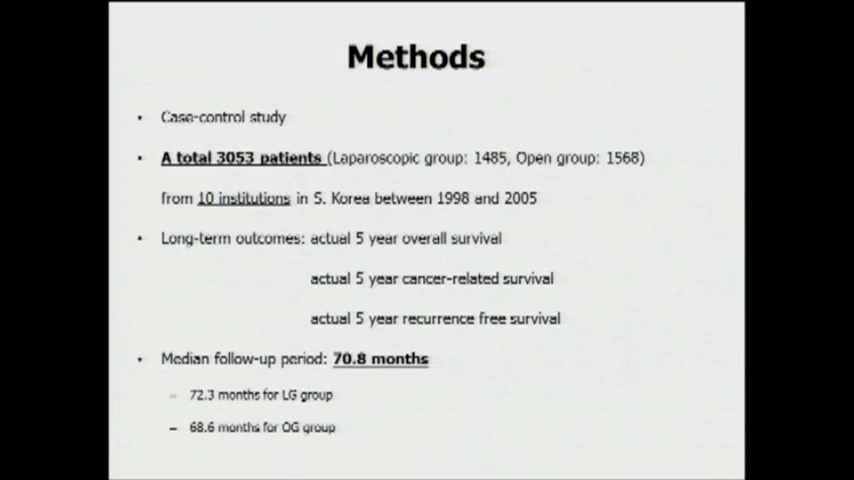 Methods
• Case-control study
• A total 3053 patients (Laparoscopic group: 1485, Open group: 1568)
from 10 institutions in S. Korea between 1998 and 2005
• Long-term outcomes: actual 5 year overall survival
actual 5 year cancer-related survival
actual 5 year recurrence free survival
• Median follow-up period: 70.8 months
– 72.3 months for LG group
– 68.6 months for OG group